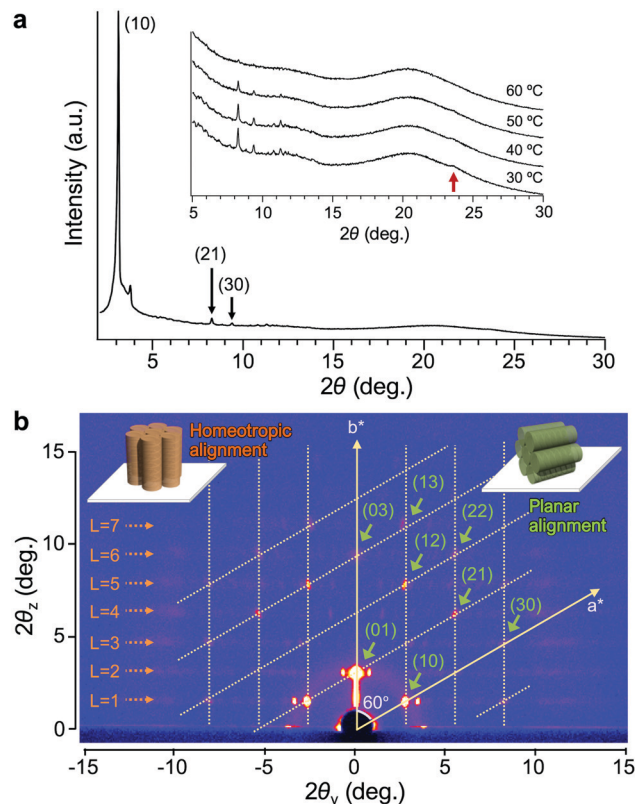 a
(10)
60 ºC
50 ºC
40 ºC
30 ºC
5 10 15 20 25 30
2θ (deg.)
Intensity (a.u.)
(21)
(30)
5 10 15 20 25 30
2θ (deg.)
b
Homeotropic
alignment
b*
Planar
alignment
15
10
5
0
2θz (deg.)
L=7
L=6
L=5
L=4
L=3
L=2
L=1
(13)
(03)
(22)
(12)
(21)
(30)
a*
(01)
(10)
60°
-15 -10 -5 0 5 10 15
2θy (deg.)